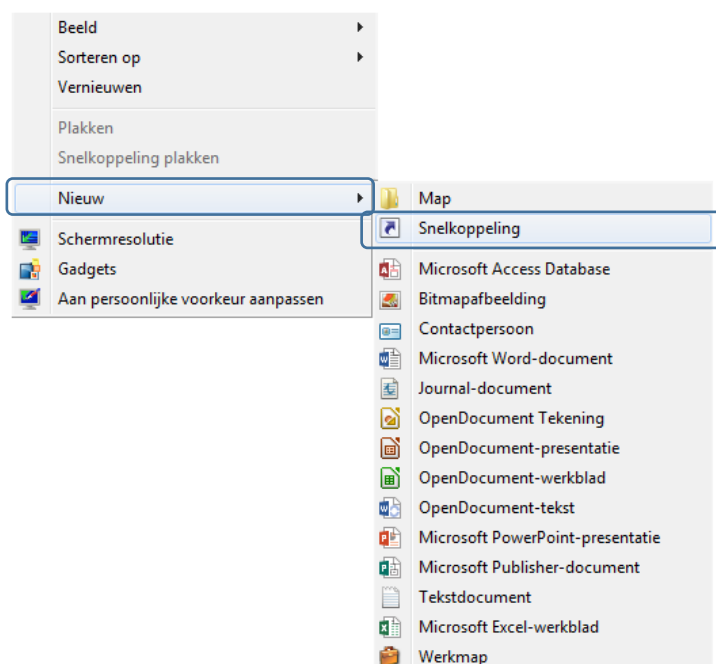 Beeld
Sorteren op
Vernieuwen
Plakken
Snelkoppeling plakken
Nieuw
Schermresolutie
Gadgets
Aan persoonlijke voorkeur aanpassen
Map
Snelkoppeling
Microsoft Access Database
Bitmapafbeelding
Contactpersoon
Microsoft Word-document
Journal-document
OpenDocument Tekening
OpenDocument-presentatie
OpenDocument-werkblad
OpenDocument-tekst
Microsoft PowerPoint-presentatie
Microsoft Publisher-document
Tekstdocument
Microsoft Excel-werkblad
Werkmap